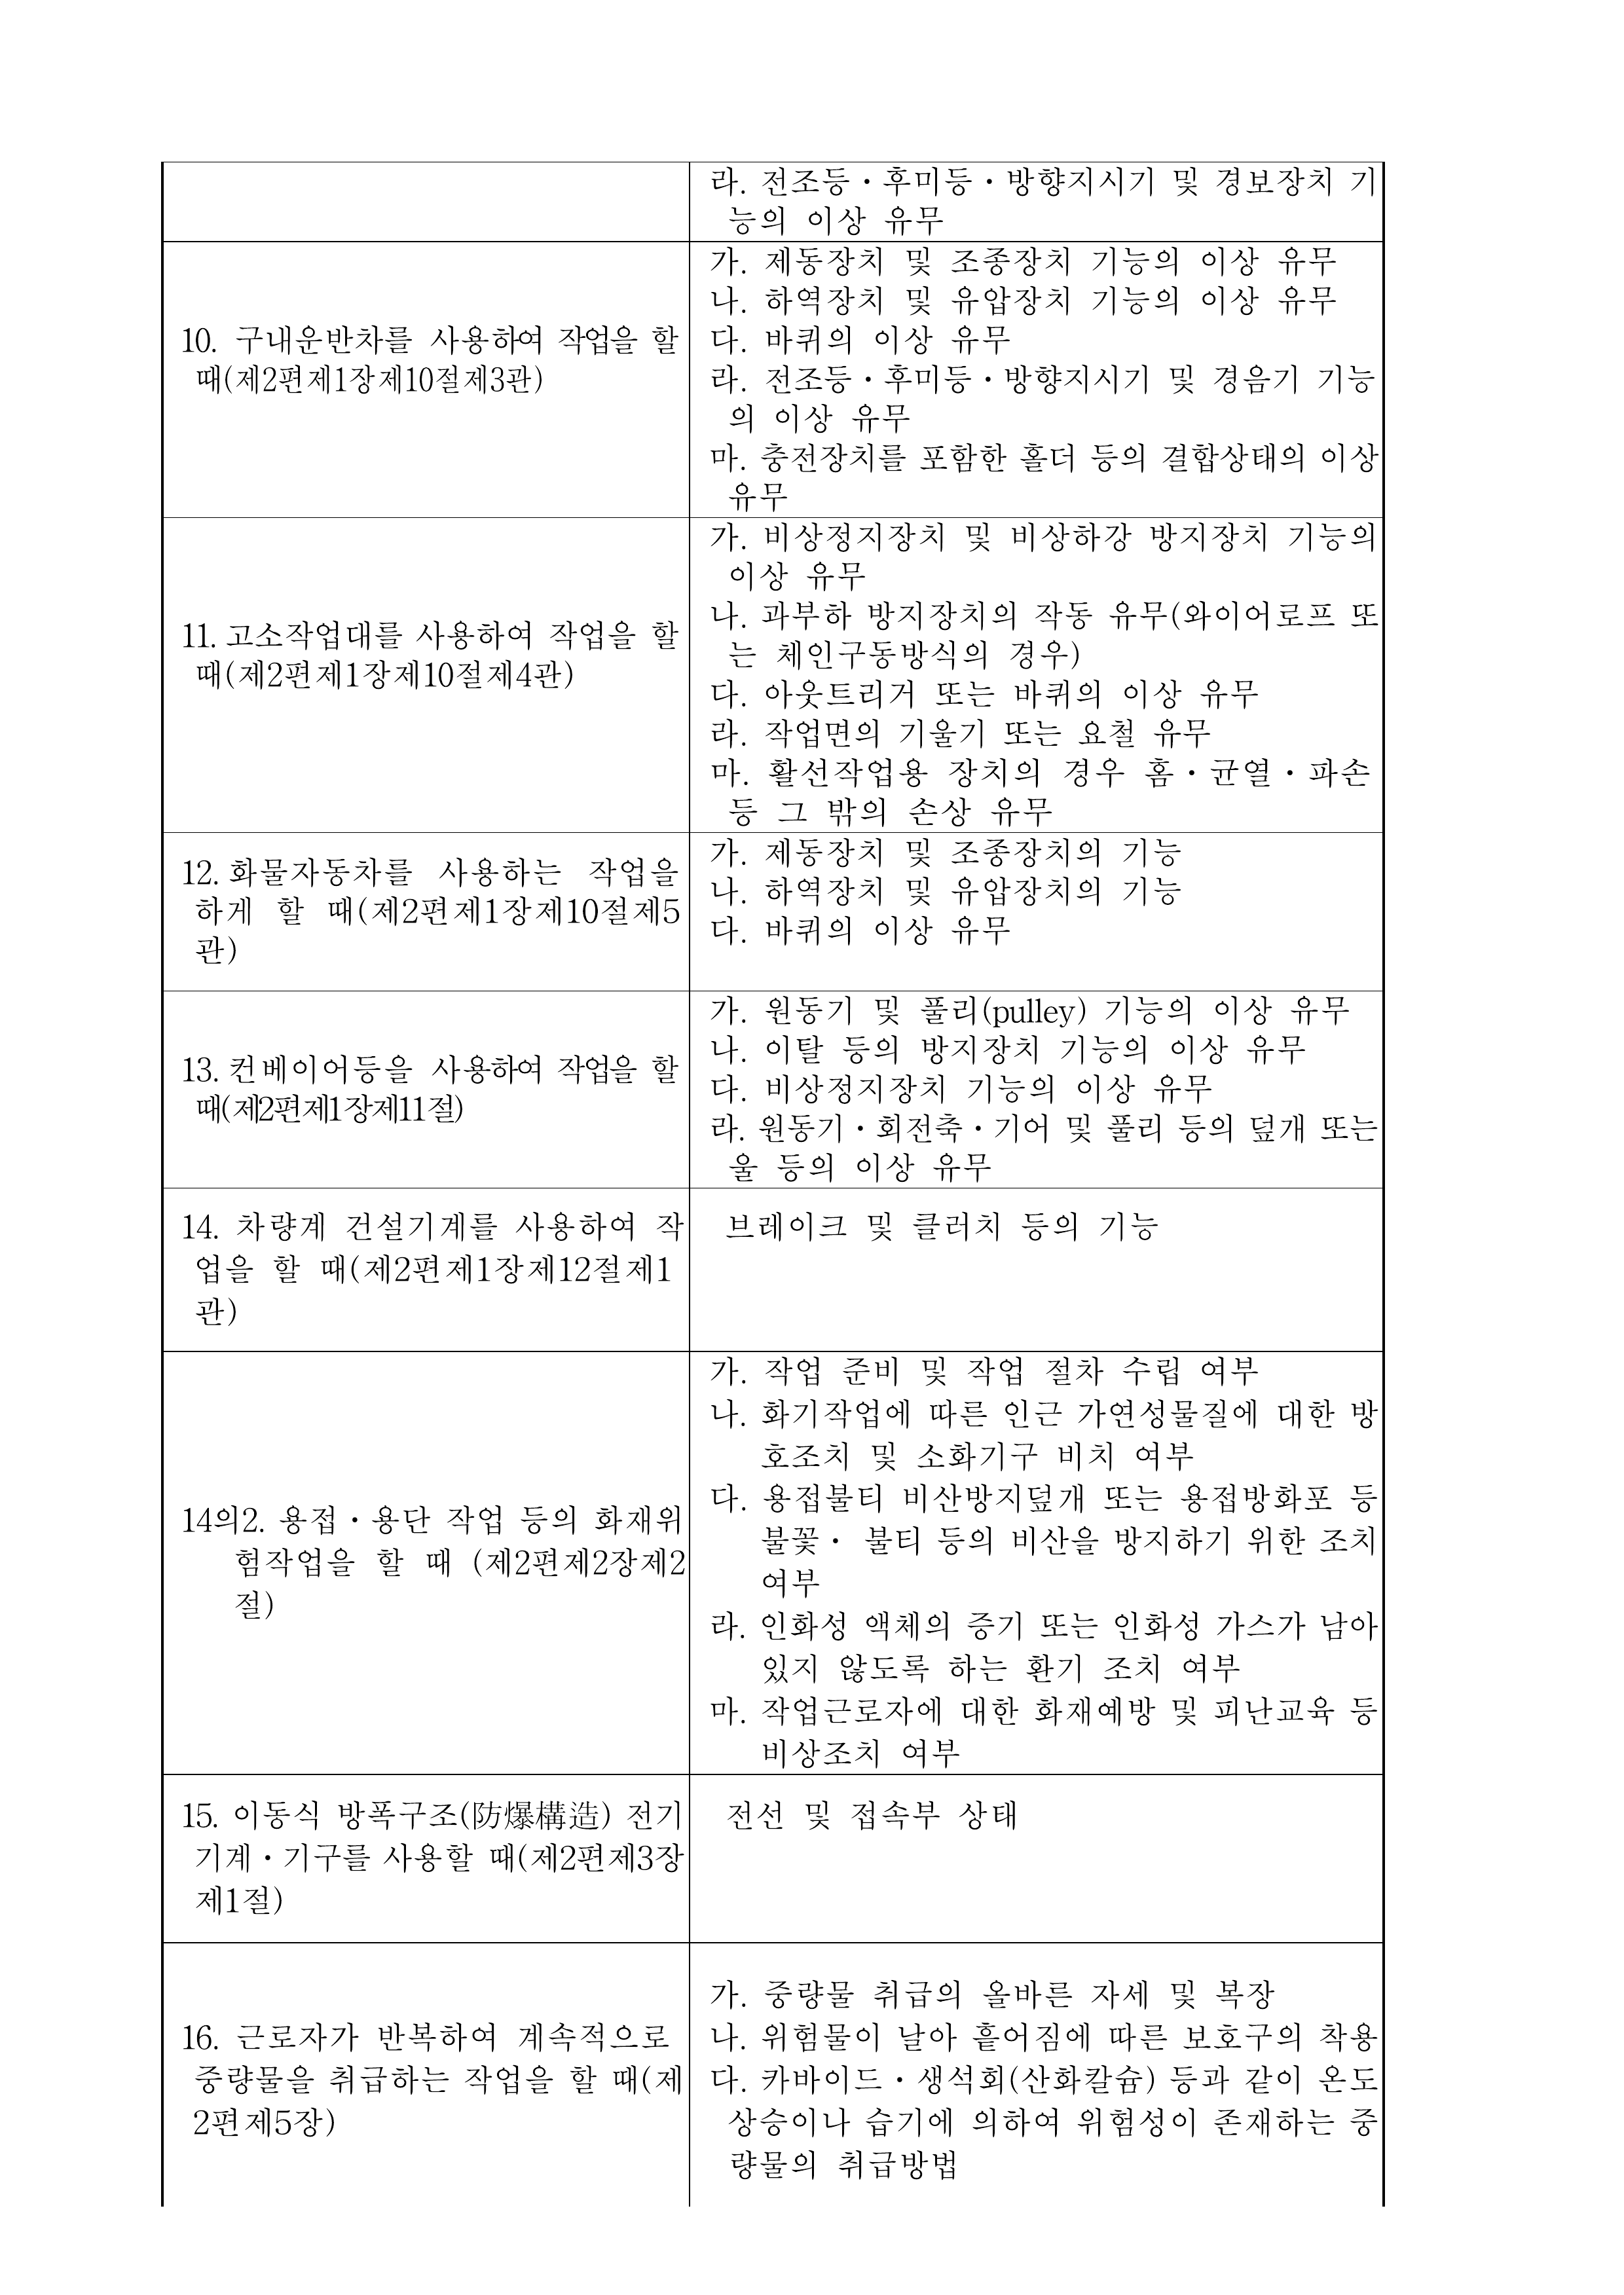 라. 전조등ㆍ후미등ㆍ방향지시기 및 경보장치 기
능의 이상 유무
10. 구내운반차를 사용하여 작업을 할
때(제2편제1장제10절제3관)
가. 제동장치 및 조종장치 기능의 이상 유무
나. 하역장치 및 유압장치 기능의 이상 유무
다. 바퀴의 이상 유무
라. 전조등ㆍ후미등ㆍ방향지시기 및 경음기 기능
의 이상 유무
마. 충전장치를 포함한 홀더 등의 결합상태의 이상
유무
11. 고소작업대를 사용하여 작업을 할
때(제2편제1장제10절제4관)
가. 비상정지장치 및 비상하강 방지장치 기능의
이상 유무
나. 과부하 방지장치의 작동 유무(와이어로프 또
는 체인구동방식의 경우)
다. 아웃트리거 또는 바퀴의 이상 유무
라. 작업면의 기울기 또는 요철 유무
마. 활선작업용 장치의 경우 홈ㆍ균열ㆍ파손
등 그 밖의 손상 유무
12. 화물자동차를 사용하는 작업을
하게 할 때(제2편제1장제10절제5
관)
가. 제동장치 및 조종장치의 기능
나. 하역장치 및 유압장치의 기능
다. 바퀴의 이상 유무
13. 컨베이어등을 사용하여 작업을 할
때(제2편제1장제11절)
가. 원동기 및 풀리(pulley) 기능의 이상 유무
나. 이탈 등의 방지장치 기능의 이상 유무
다. 비상정지장치 기능의 이상 유무
라. 원동기ㆍ회전축ㆍ기어 및 풀리 등의 덮개 또는
울 등의 이상 유무
14. 차량계 건설기계를 사용하여 작
업을 할 때(제2편제1장제12절제1
관)
브레이크 및 클러치 등의 기능
14의2. 용접ㆍ용단 작업 등의 화재위
험작업을 할 때 (제2편제2장제2
절)
가. 작업 준비 및 작업 절차 수립 여부
나. 화기작업에 따른 인근 가연성물질에 대한 방
호조치 및 소화기구 비치 여부
다. 용접불티 비산방지덮개 또는 용접방화포 등
불꽃ㆍ 불티 등의 비산을 방지하기 위한 조치
여부
라. 인화성 액체의 증기 또는 인화성 가스가 남아
있지 않도록 하는 환기 조치 여부
마. 작업근로자에 대한 화재예방 및 피난교육 등
비상조치 여부
15. 이동식 방폭구조(防爆構造) 전기
기계ㆍ기구를 사용할 때(제2편제3장
제1절)
전선 및 접속부 상태
16. 근로자가 반복하여 계속적으로
중량물을 취급하는 작업을 할 때(제
2편제5장)
가. 중량물 취급의 올바른 자세 및 복장
나. 위험물이 날아 흩어짐에 따른 보호구의 착용
다. 카바이드ㆍ생석회(산화칼슘) 등과 같이 온도
상승이나 습기에 의하여 위험성이 존재하는 중
량물의 취급방법